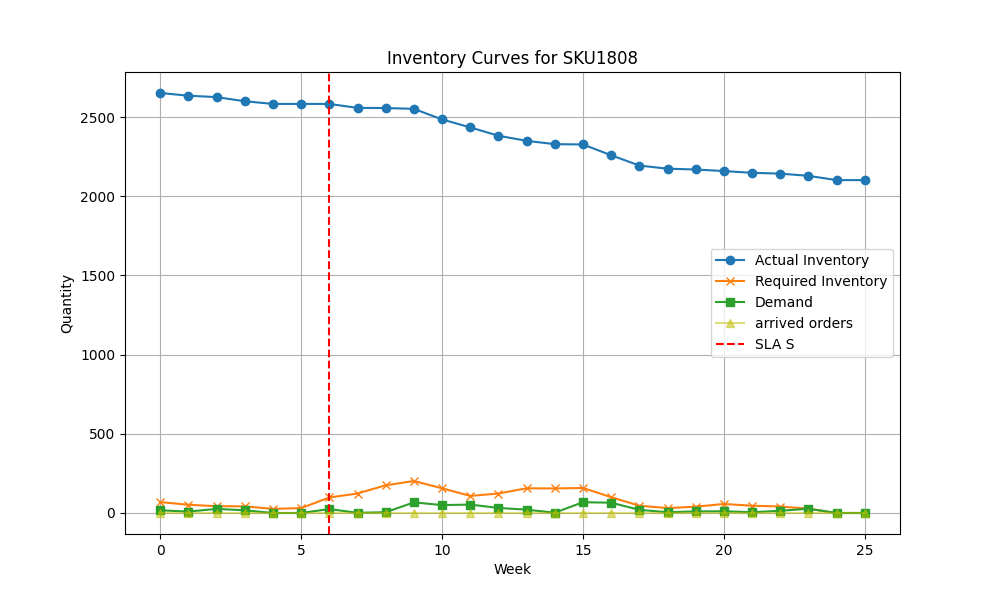 Inventory Curves for SKU1808
Quantity
2500
2000
1500
1000
500
0
Actual Inventory
Required Inventory
Demand
arrived orders
SLA S
0 5 10 15 20 25
Week